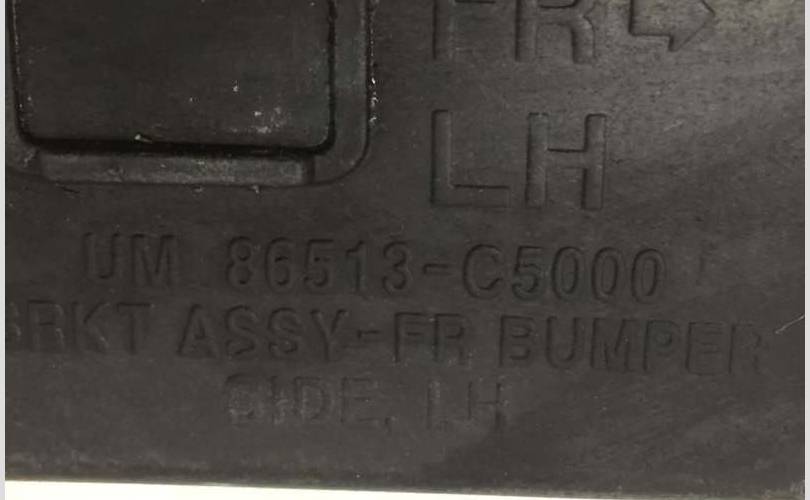 FR→
LH
UM 86513-C5000
BRKT ASSY-FR BUMPER
SIDE, LH